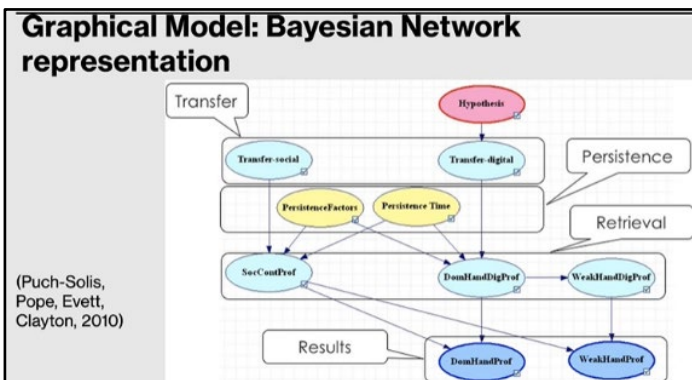 Graphical Model: Bayesian Network
representation
Transfer
Hypothesis
Transfer-social
Transfer-digital
Persistence
PersistenceFactors
Persistence Time
Retrieval
SocContProf
DomHandDigProf
WeakHandDigProf
(Puch-Solis,
Pope, Evett,
Clayton, 2010)
Results
DomHandProf
WeakHandProf